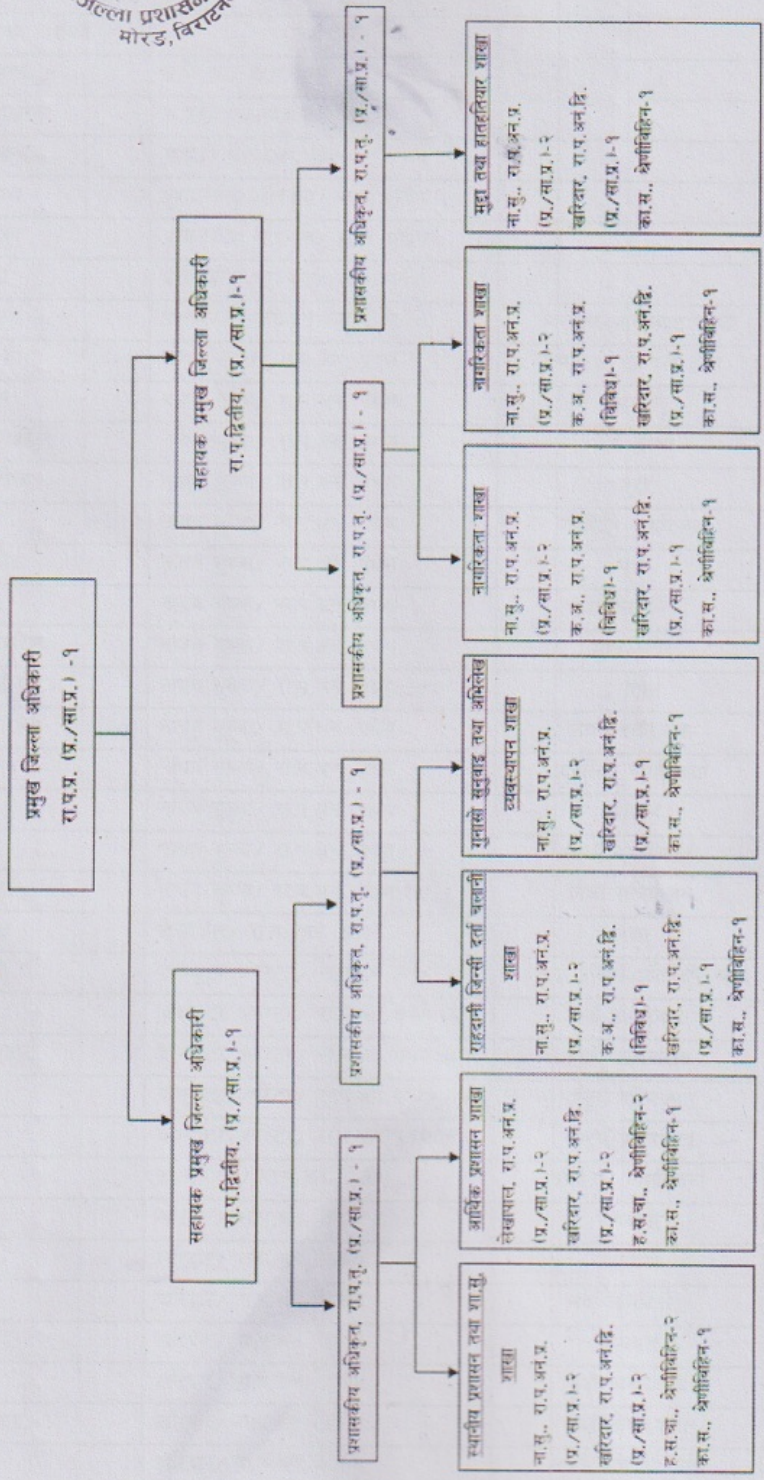 जिल्ला प्रशासन
मोरङ, विराटन
प्रमुख जिल्ला अधिकारी
रा.प.प्र. (प्र./सा.प्र.) -१
सहायक प्रमुख जिल्ला अधिकारी
रा.प.द्वितीय. (प्र./सा.प्र.)-१
सहायक प्रमुख जिल्ला अधिकारी
रा.प.द्वितीय. (प्र./सा.प्र.)-१
प्रशासकीय अधिकृत, रा.प.तृ. (प्र./सा.प्र.) - १
प्रशासकीय अधिकृत, रा.प.तृ. (प्र./सा.प्र.) - १
प्रशासकीय अधिकृत, रा.प.तृ. (प्र./सा.प्र.) - १
प्रशासकीय अधिकृत, रा.प.तृ. (प्र./सा.प्र.) - १
स्थानीय प्रशासन तथा शा.सु.
शाखा
ना.सु., रा.प.अनं.प्र.
(प्र./सा.प्र.)-२
खरिदार, रा.प.अनं.द्वि.
(प्र./सा.प्र.)-२
ह.स.चा., श्रेणीविहिन-२
का.स., श्रेणीविहिन-१
आर्थिक प्रशासन शाखा
लेखापाल, रा.प.अनं.प्र.
(प्र./सा.प्र.)-२
खरिदार, रा.प.अनं.द्वि.
(प्र./सा.प्र.)-२
ह.स.चा., श्रेणीविहिन-२
का.स., श्रेणीविहिन-१
राहदानी जिन्सी दर्ता चलानी
शाखा
ना.सु., रा.प.अनं.प्र.
(प्र./सा.प्र.)-२
क.अ., रा.प.अनं.द्वि.
(विविध)-१
खरिदार, रा.प.अनं.द्वि.
(प्र./सा.प्र.)-१
का.स., श्रेणीविहिन-१
गुनासो सुनुवाइ तथा अभिलेख
व्यवस्थापन शाखा
ना.सु., रा.प.अनं.प्र.
(प्र./सा.प्र.)-२
खरिदार, रा.प.अनं.द्वि.
(प्र./सा.प्र.)-१
का.स., श्रेणीविहिन-१
नागरिकता शाखा
ना.सु., रा.प.अनं.प्र.
(प्र./सा.प्र.)-२
क.अ., रा.प.अनं.प्र.
(विविध)-१
खरिदार, रा.प.अनं.द्वि.
(प्र./सा.प्र.)-१
का.स., श्रेणीविहिन-१
नागरिकता शाखा
ना.सु., रा.प.अनं.प्र.
(प्र./सा.प्र.)-२
क.अ., रा.प.अनं.प्र.
(विविध)-१
खरिदार, रा.प.अनं.द्वि.
(प्र./सा.प्र.)-१
का.स., श्रेणीविहिन-१
मुद्दा तथा हातहतियार शाखा
ना.सु., रा.प.अनं.प्र.
(प्र./सा.प्र.)-२
खरिदार, रा.प.अनं.द्वि.
(प्र./सा.प्र.)-१
का.स., श्रेणीविहिन-१